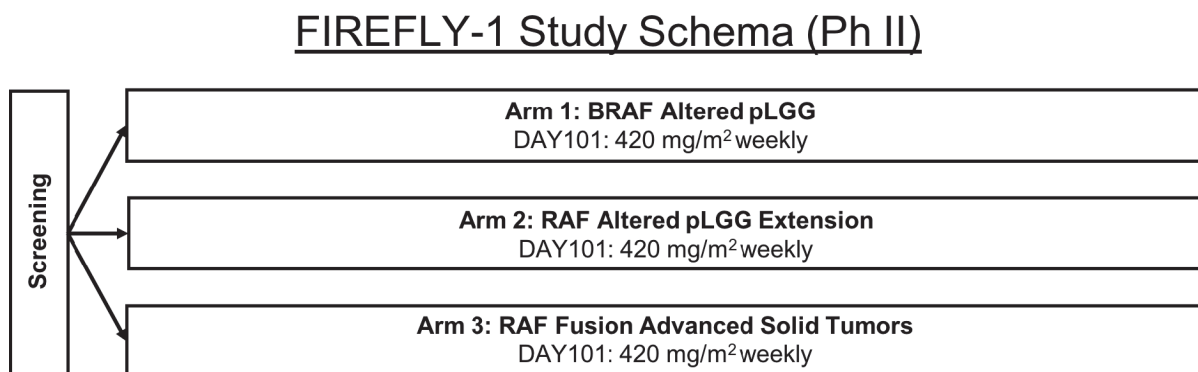 FIREFLY-1 Study Schema (Ph II)
Screening
Arm 1: BRAF Altered pLGG
DAY101: 420 mg/m² weekly
Arm 2: RAF Altered pLGG Extension
DAY101: 420 mg/m² weekly
Arm 3: RAF Fusion Advanced Solid Tumors
DAY101: 420 mg/m² weekly